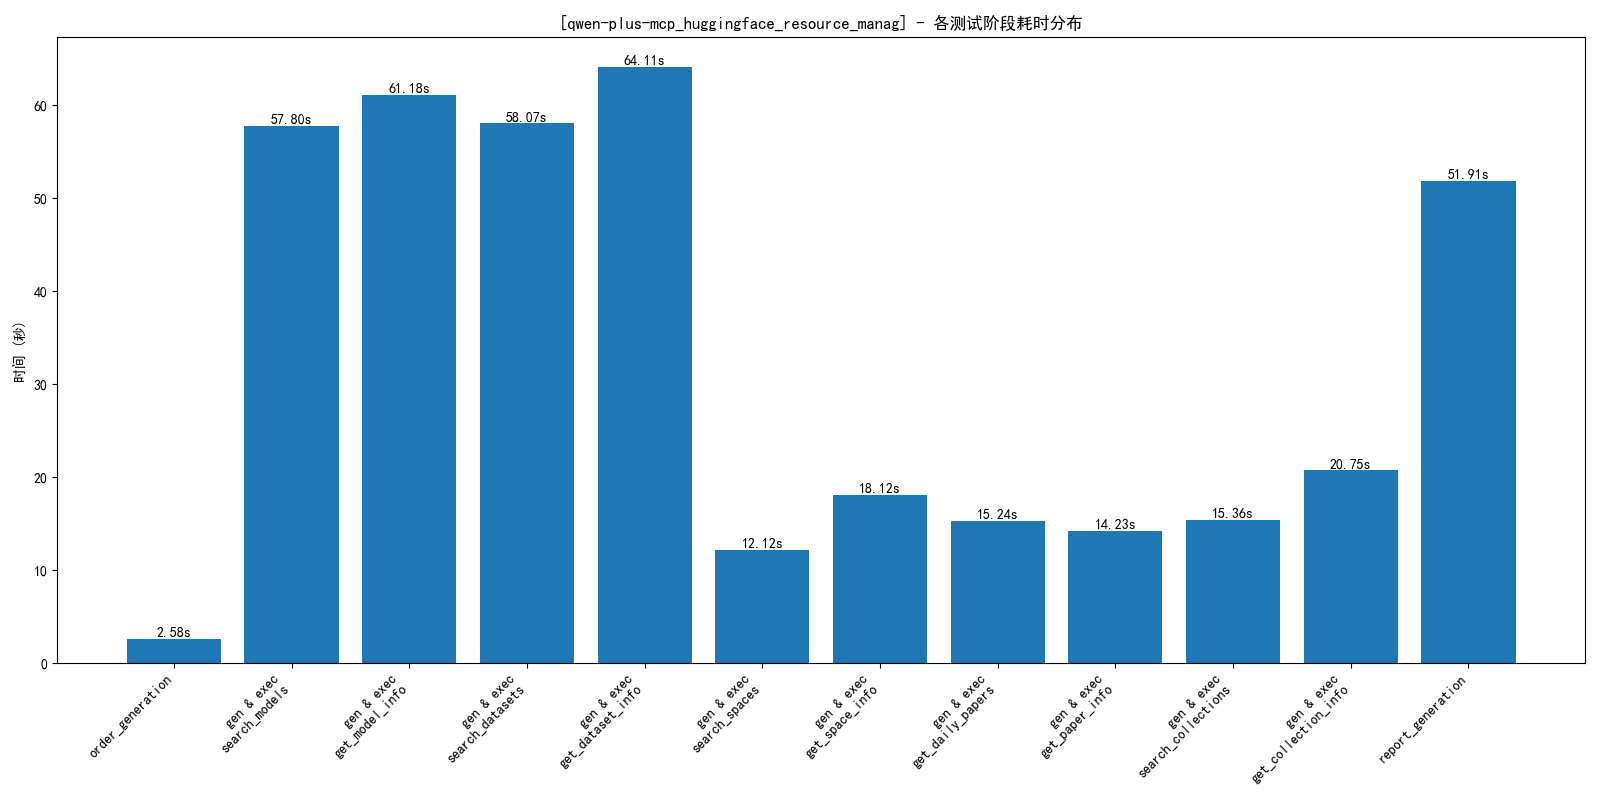 [qwen-plus-mcp_huggingface_resource_manag] - 各测试阶段耗时分布
时间 (秒)
60
50
40
30
20
10
0
2.58s
57.80s
61.18s
58.07s
64.11s
12.12s
18.12s
15.24s
14.23s
15.36s
20.75s
51.91s
order_generation
gen & exec
search_models
gen & exec
get_model_info
gen & exec
search_datasets
gen & exec
get_dataset_info
gen & exec
search_spaces
gen & exec
get_space_info
gen & exec
get_daily_papers
gen & exec
get_paper_info
gen & exec
search_collections
gen & exec
get_collection_info
report_generation